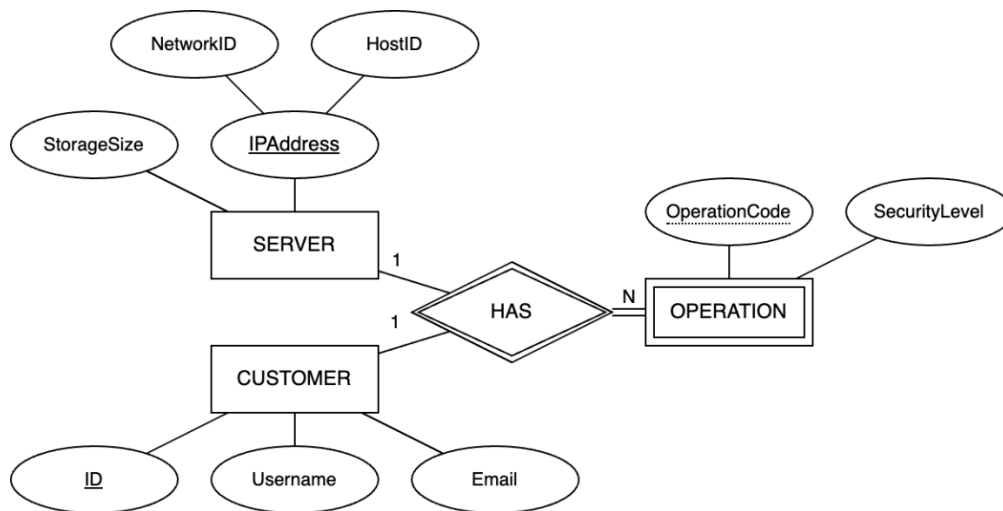 NetworkID
HostID
StorageSize
IPAddress
OperationCode
SecurityLevel
SERVER
1
N
HAS
OPERATION
1
CUSTOMER
ID
Username
Email